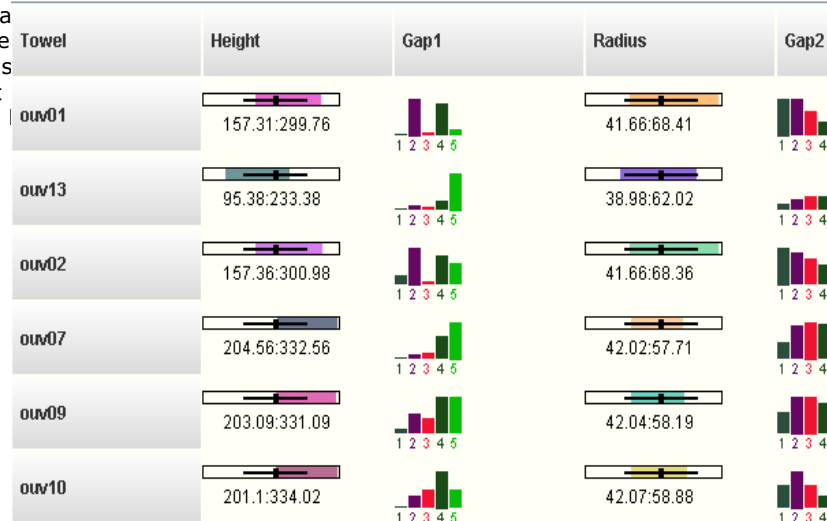 Towel Height Gap1 Radius Gap2
ouv01 157.31:299.76 1 2 3 4 5 41.66:68.41 1 2 3 4
ouv13 95.38:233.38 1 2 3 4 5 38.98:62.02 1 2 3 4
ouv02 157.36:300.98 1 2 3 4 5 41.66:68.36 1 2 3 4
ouv07 204.56:332.56 1 2 3 4 5 42.02:57.71 1 2 3 4
ouv09 203.09:331.09 1 2 3 4 5 42.04:58.19 1 2 3 4
ouv10 201.1:334.02 1 2 3 4 5 42.07:58.88 1 2 3 4